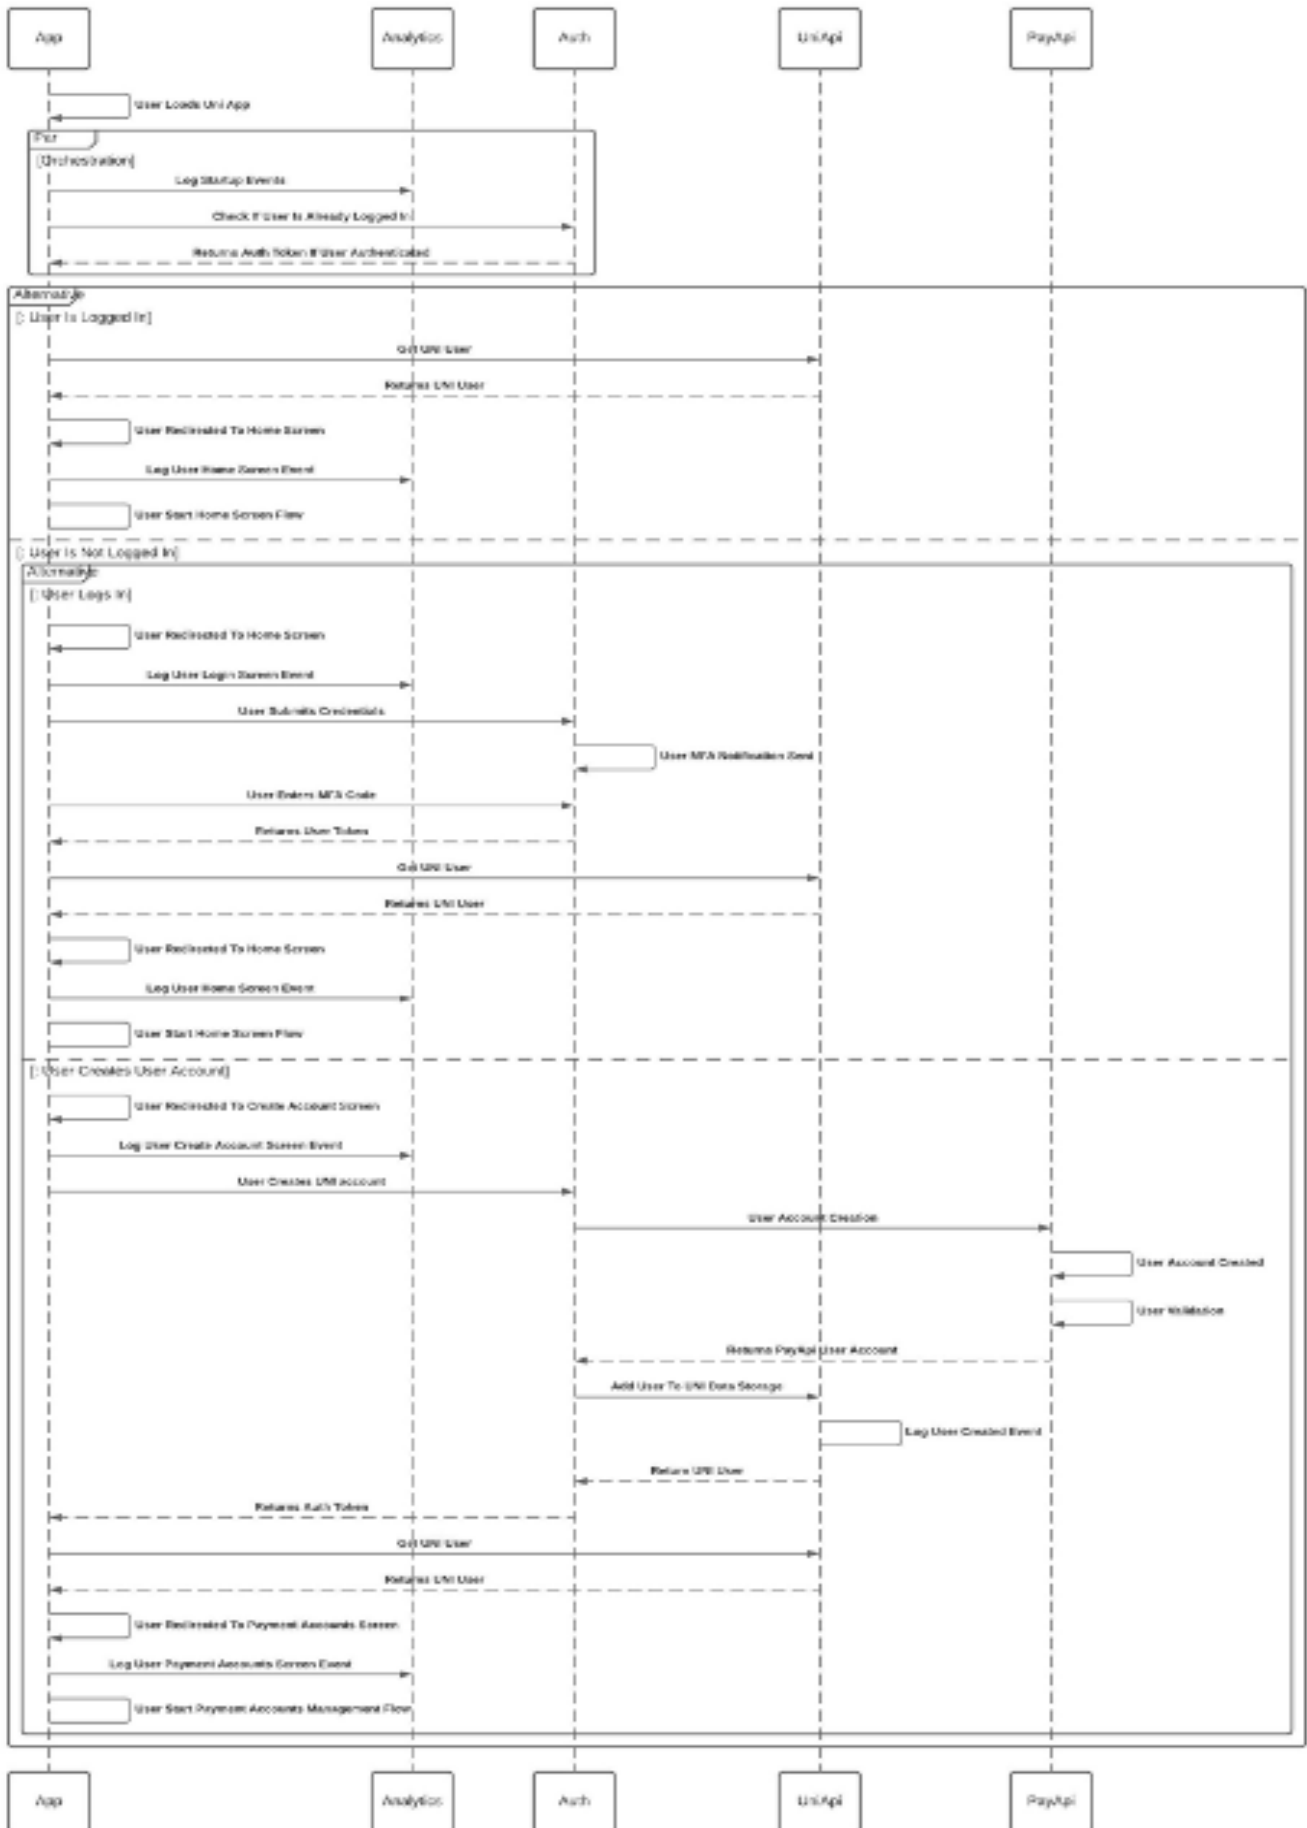 App
Analytics
Auth
UniApi
PayApi
User Loads Uni App
Par
[Orchestration]
Log Startup Events
Check If User Is Already Logged In
Returns Auth Token If User Authenticated
Alternative
[: User Is Logged In]
Get UNI User
Returns UNI User
User Redirected To Home Screen
Log User Home Screen Event
User Start Home Screen Flow
[: User Is Not Logged In]
Alternative
[: User Logs In]
User Redirected To Home Screen
Log User Login Screen Event
User Submits Credentials
User MFA Notification Sent
User Enters MFA Code
Returns User Token
Get UNI User
Returns UNI User
User Redirected To Home Screen
Log User Home Screen Event
User Start Home Screen Flow
[: User Creates User Account]
User Redirected To Create Account Screen
Log User Create Account Screen Event
User Creates UNI account
User Account Creation
User Account Created
User Validation
Returns PayApi User Account
Add User To UNI Data Storage
Log User Created Event
Return UNI User
Returns Auth Token
Get UNI User
Returns UNI User
User Redirected To Payment Accounts Screen
Log User Payment Accounts Screen Event
User Start Payment Accounts Management Flow
App
Analytics
Auth
UniApi
PayApi